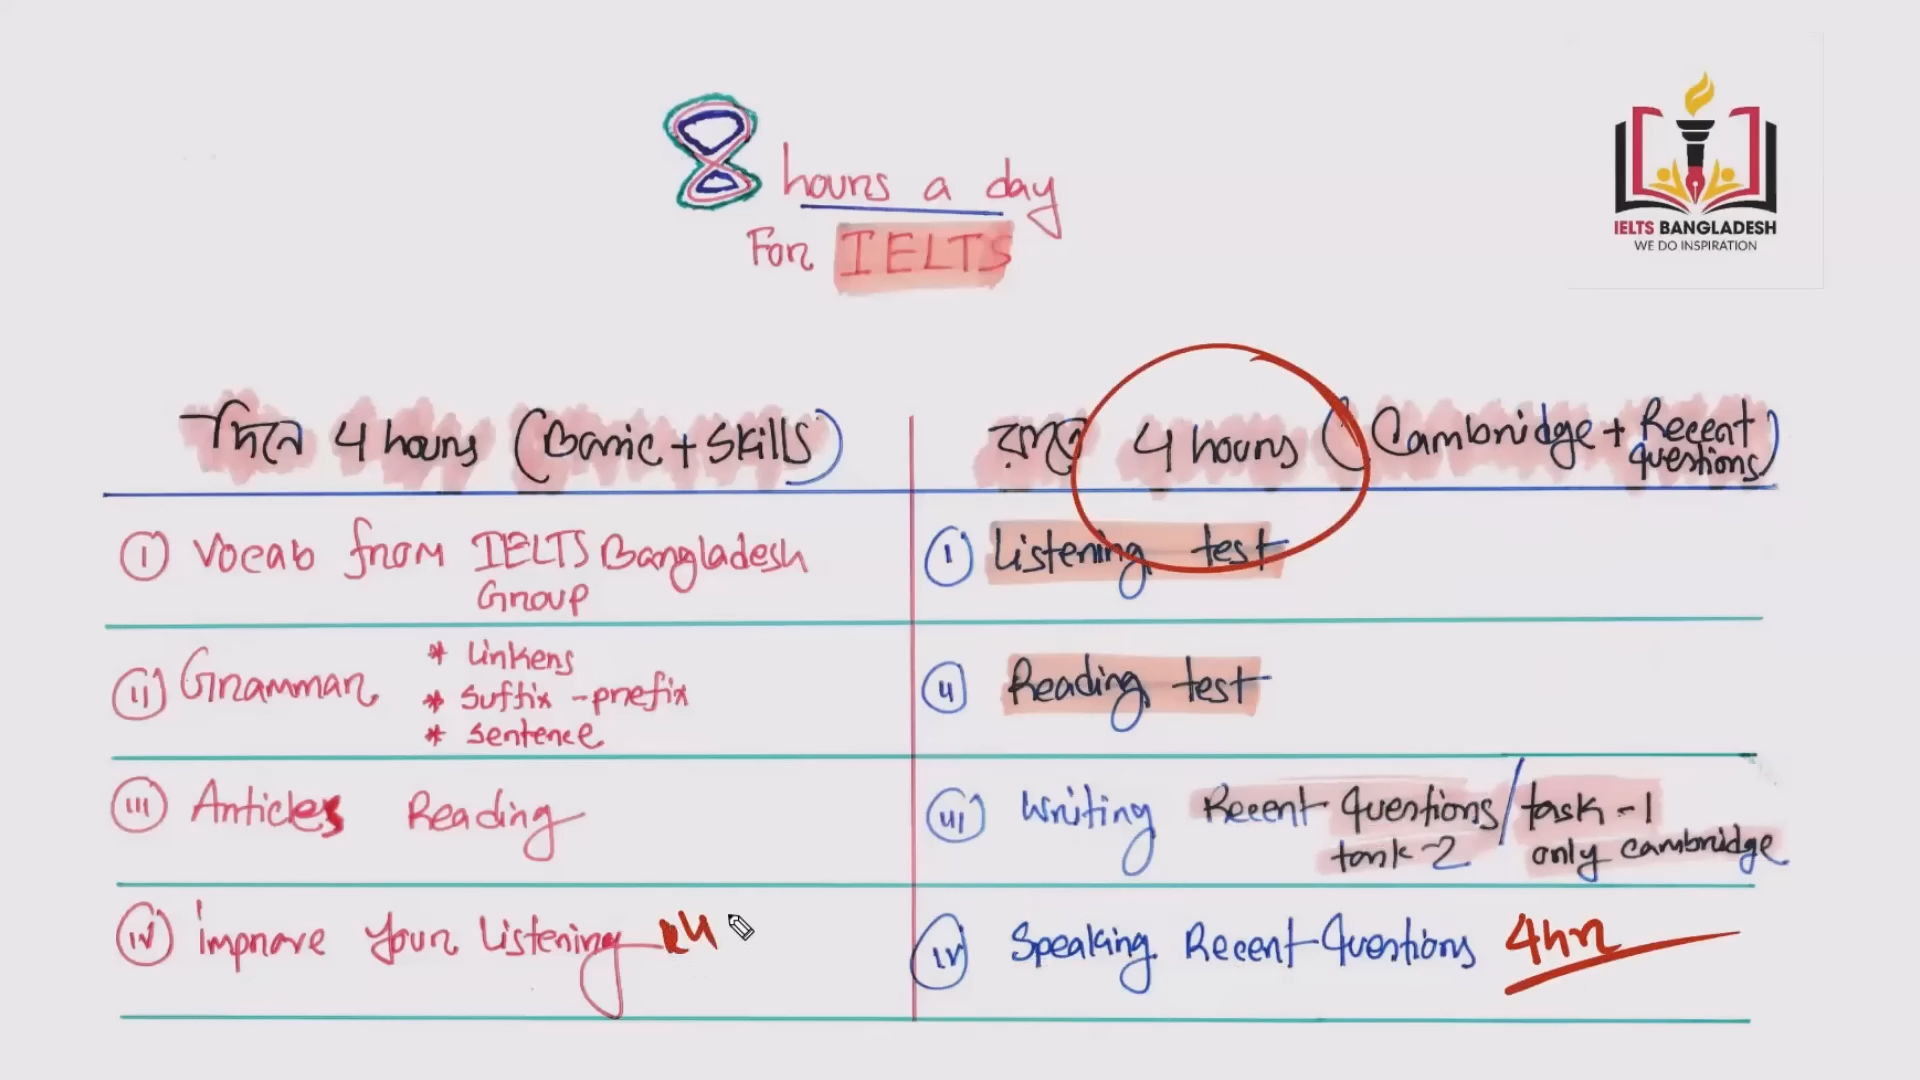 8 hours a day
For IELTS
IELTS BANGLADESH
WE DO INSPIRATION
দিনে 4 hours (Basic + Skills)
রাতে 4 hours (Cambridge + Recent questions)
I Vocab from IELTS Bangladesh
Group
II Grammar
* Linkers
* suffix - prefix
* sentence
III Articles Reading
IV Improve Your Listening 4
I Listening test
II Reading test
III Writing Recent Questions / task - 1
task - 2 only cambridge
IV Speaking Recent Questions 4hr